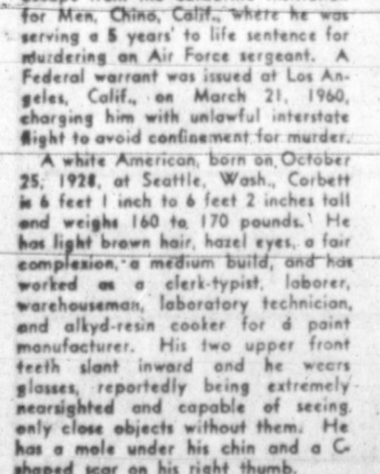 for Men, Chino, Calif., where he was
serving a 5 years' to life sentence for
murdering an Air Force sergeant. A
Federal warrant was issued at Los An-
geles, Calif., on March 21, 1960,
charging him with unlawful interstate
flight to avoid confinement for murder.
A white American, born on October
25, 1928, at Seattle, Wash., Corbett
is 6 feet 1 inch to 6 feet 2 inches tall
and weighs 160 to 170 pounds. He
has light brown hair, hazel eyes, a fair
complexion, a medium build, and has
worked as a clerk-typist, laborer,
warehouseman, laboratory technician,
and alkyd-resin cooker for a paint
manufacturer. His two upper front
teeth slant inward and he wears
glasses, reportedly being extremely
nearsighted and capable of seeing
only close objects without them. He
has a mole under his chin and a C-
shaped scar on his right thumb.